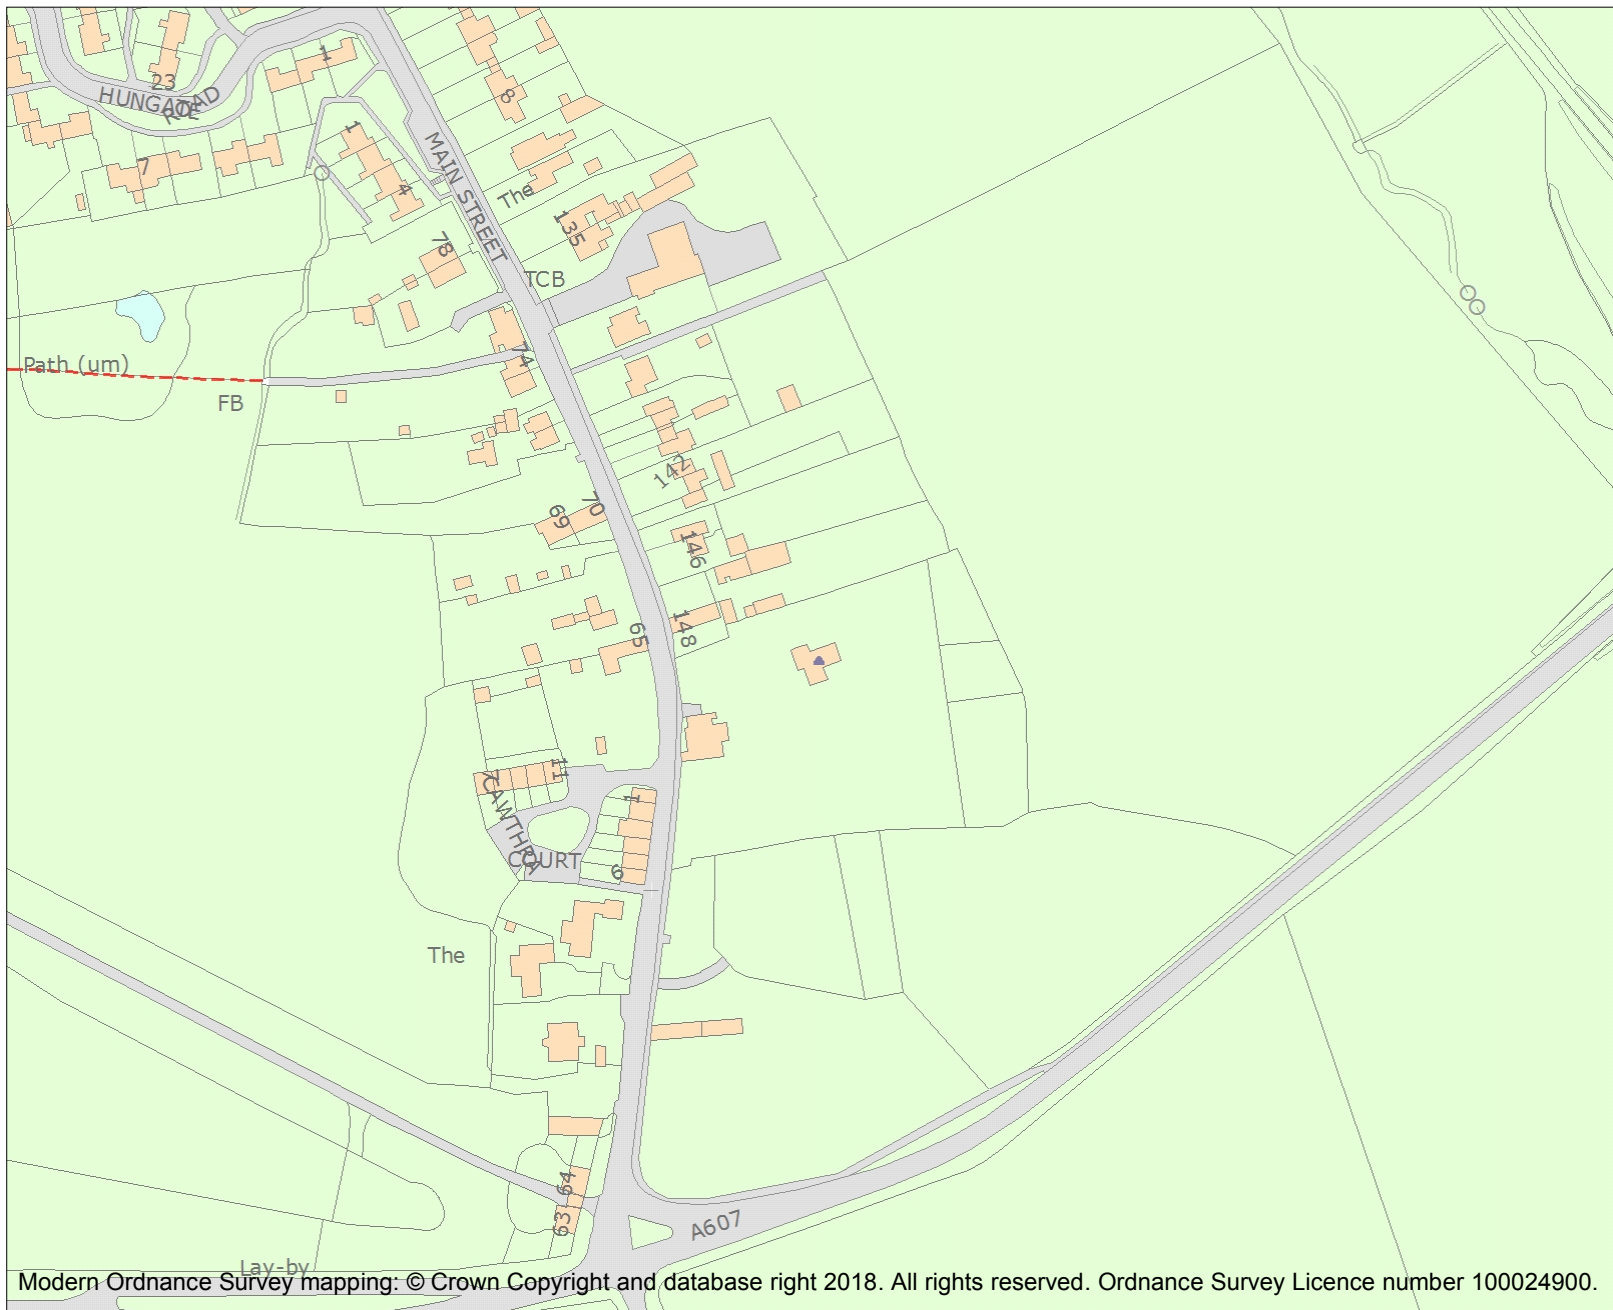 1
23
HUNGATE
ROAD
8
1
MAIN STREET
7
4
The
135
78
TCB
74
Path (um)
FB
142
70
69
146
65
148
11
7
1
CAWTHRA
COURT
6
The
64
63
A607
Lay-by
Modern Ordnance Survey mapping: © Crown Copyright and database right 2018. All rights reserved. Ordnance Survey Licence number 100024900.